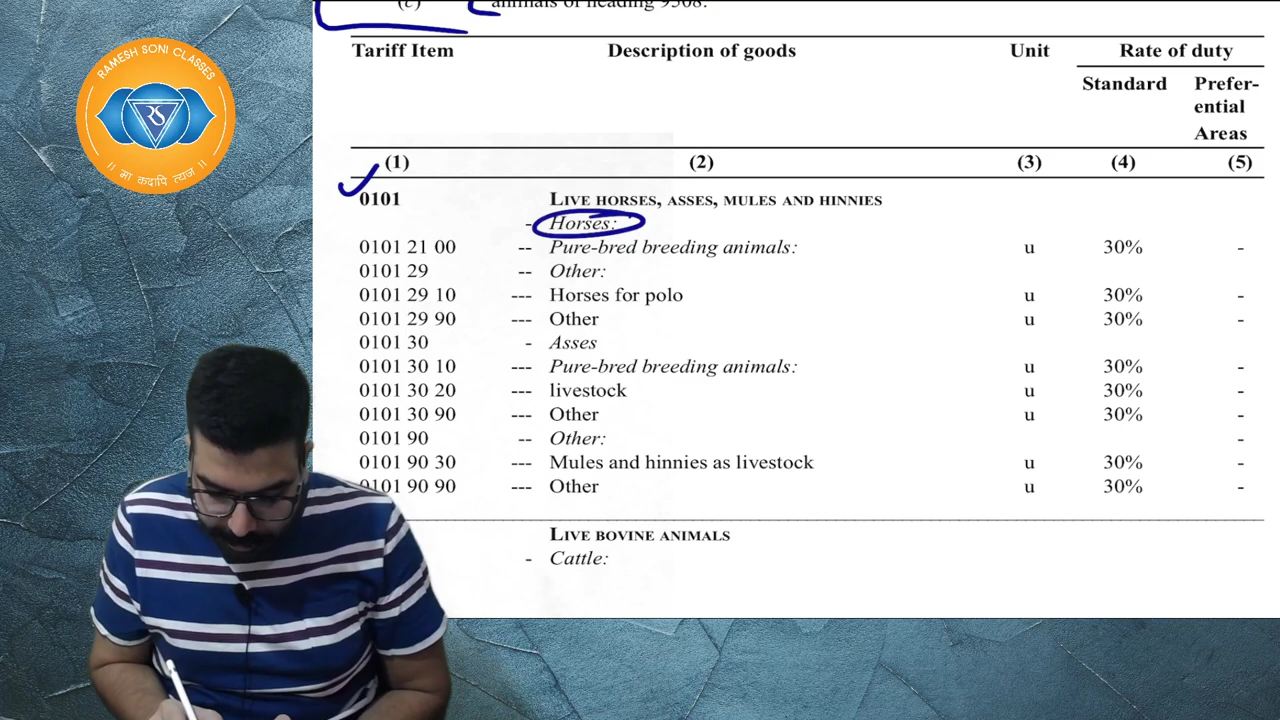 (c) animals of heading 9508.
RAMESH SONI CLASSES
|| मा कदापि त्यज ||
Tariff Item Description of goods Unit Rate of duty
Standard Prefer-
ential
Areas
(1) (2) (3) (4) (5)
0101 LIVE HORSES, ASSES, MULES AND HINNIES
- Horses:
0101 21 00 -- Pure-bred breeding animals: u 30% -
0101 29 -- Other:
0101 29 10 --- Horses for polo u 30% -
0101 29 90 --- Other u 30% -
0101 30 - Asses
0101 30 10 --- Pure-bred breeding animals: u 30% -
0101 30 20 --- livestock u 30% -
0101 30 90 --- Other u 30% -
0101 90 -- Other: -
0101 90 30 --- Mules and hinnies as livestock u 30% -
0101 90 90 --- Other u 30% -
LIVE BOVINE ANIMALS
- Cattle: